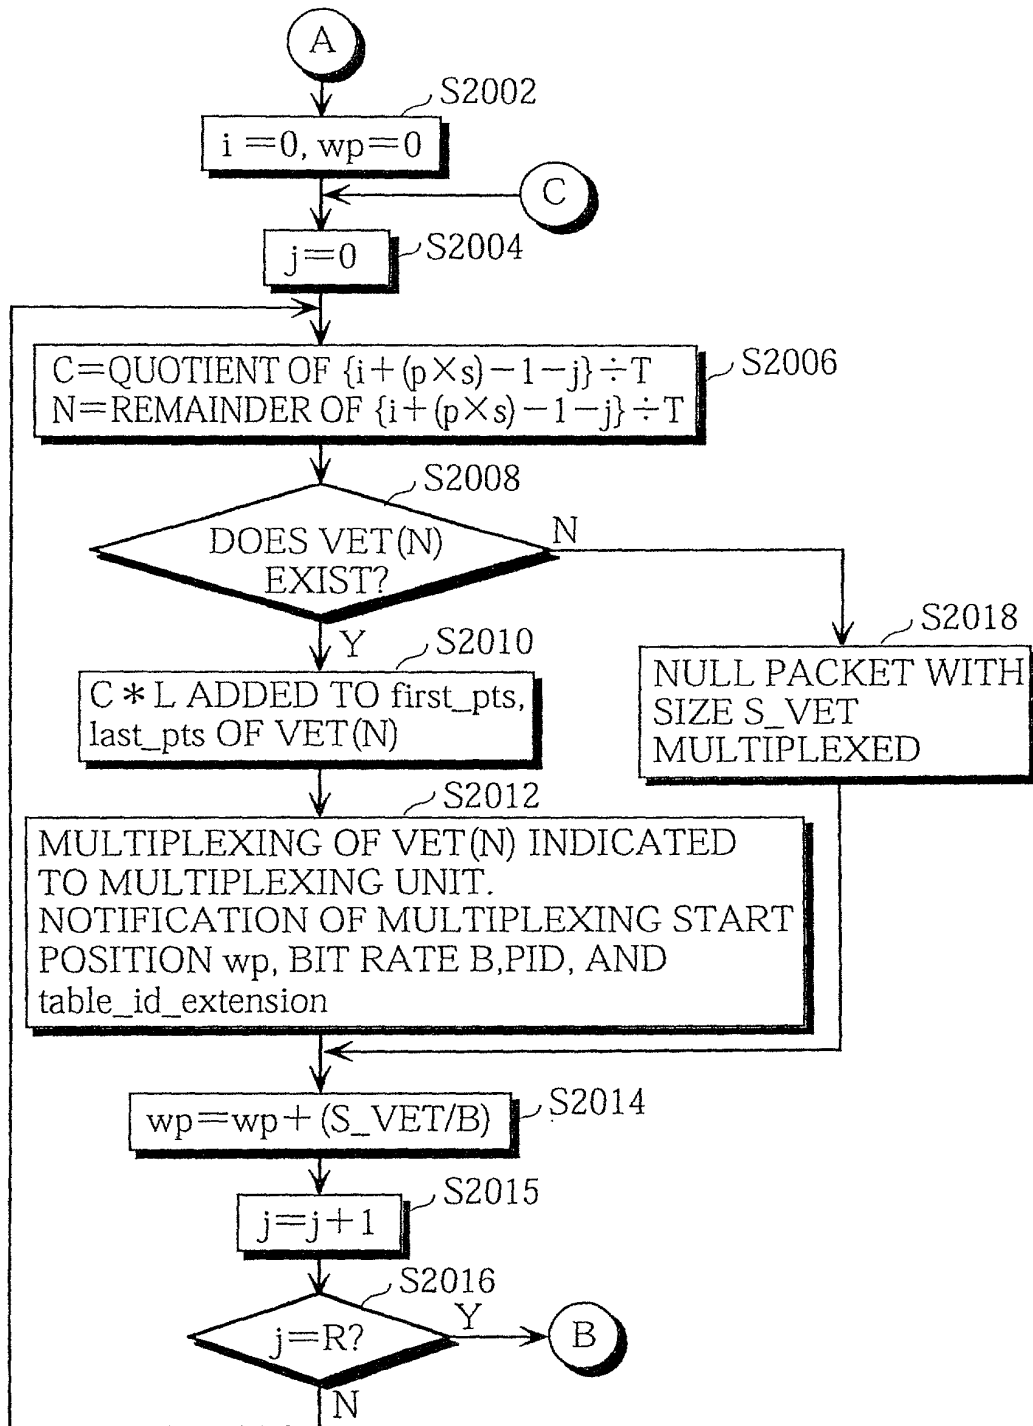 A
S2002
i=0, wp=0
C
j=0
S2004
C=QUOTIENT OF {i+(p×s)-1-j}÷T
N=REMAINDER OF {i+(p×s)-1-j}÷T
S2006
S2008
DOES VET(N)
EXIST?
N
Y
S2010
C*L ADDED TO first_pts,
last_pts OF VET(N)
S2018
NULL PACKET WITH
SIZE S_VET
MULTIPLEXED
S2012
MULTIPLEXING OF VET(N) INDICATED
TO MULTIPLEXING UNIT.
NOTIFICATION OF MULTIPLEXING START
POSITION wp, BIT RATE B,PID, AND
table_id_extension
wp=wp+(S_VET/B)
S2014
j=j+1
S2015
S2016
j=R?
Y
B
N